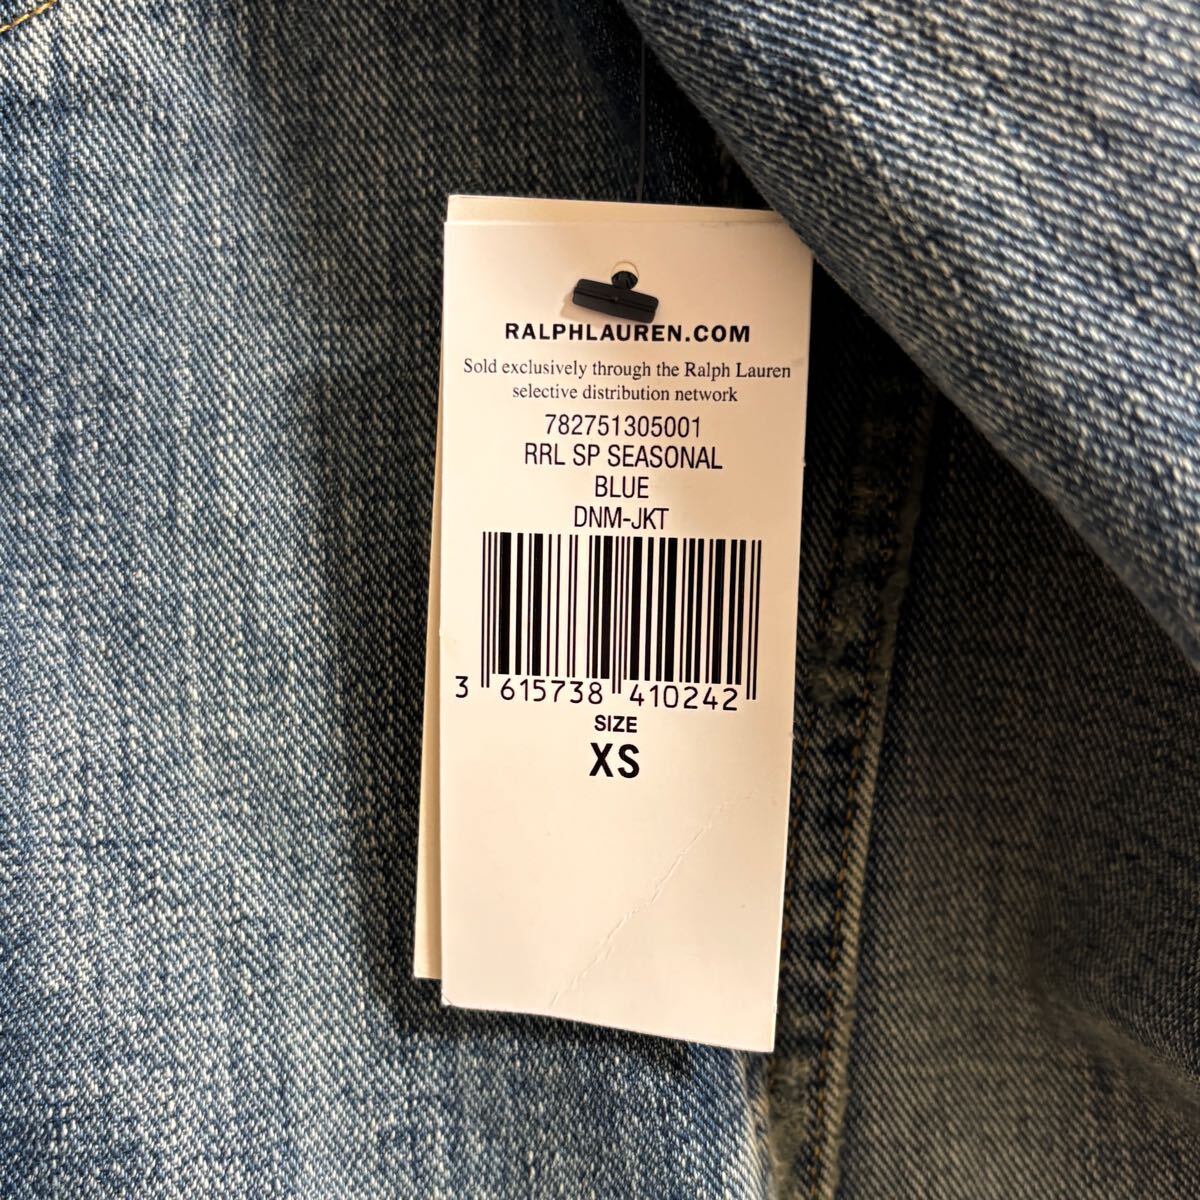 RALPHLAUREN.COM
Sold exclusively through the Ralph Lauren
selective distribution network
782751305001
RRL SP SEASONAL
BLUE
DNM-JKT
3 615738 410242
SIZE
XS